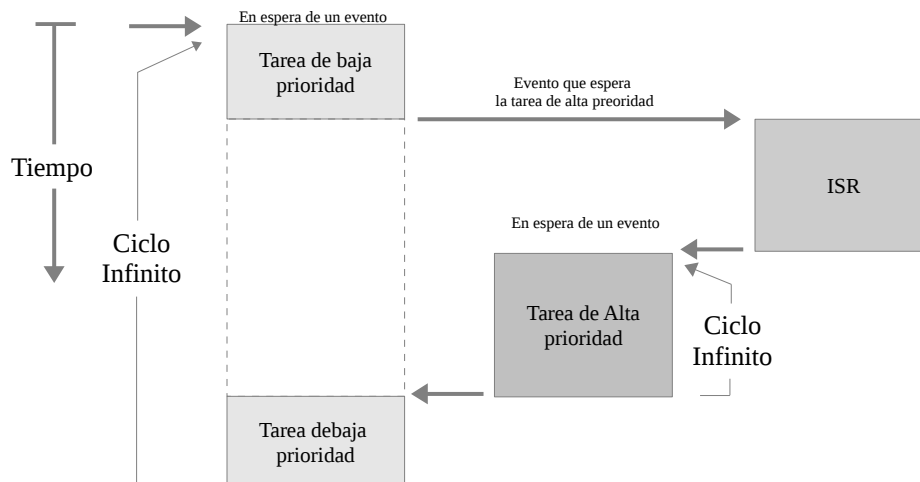 En espera de un evento
Tarea de baja
prioridad
Evento que espera
la tarea de alta preoridad
Tiempo
ISR
En espera de un evento
Ciclo
Infinito
Tarea de Alta
prioridad
Ciclo
Infinito
Tarea debaja
prioridad